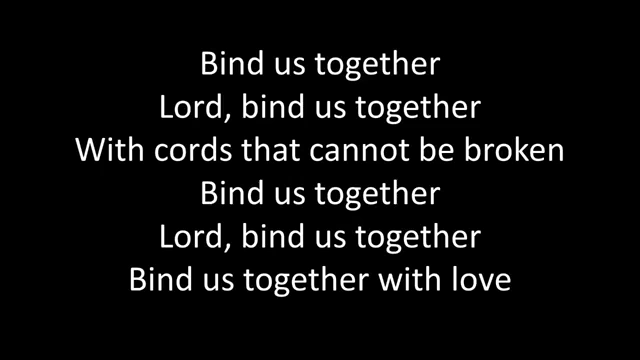 Bind us together
Lord, bind us together
With cords that cannot be broken
Bind us together
Lord, bind us together
Bind us together with love